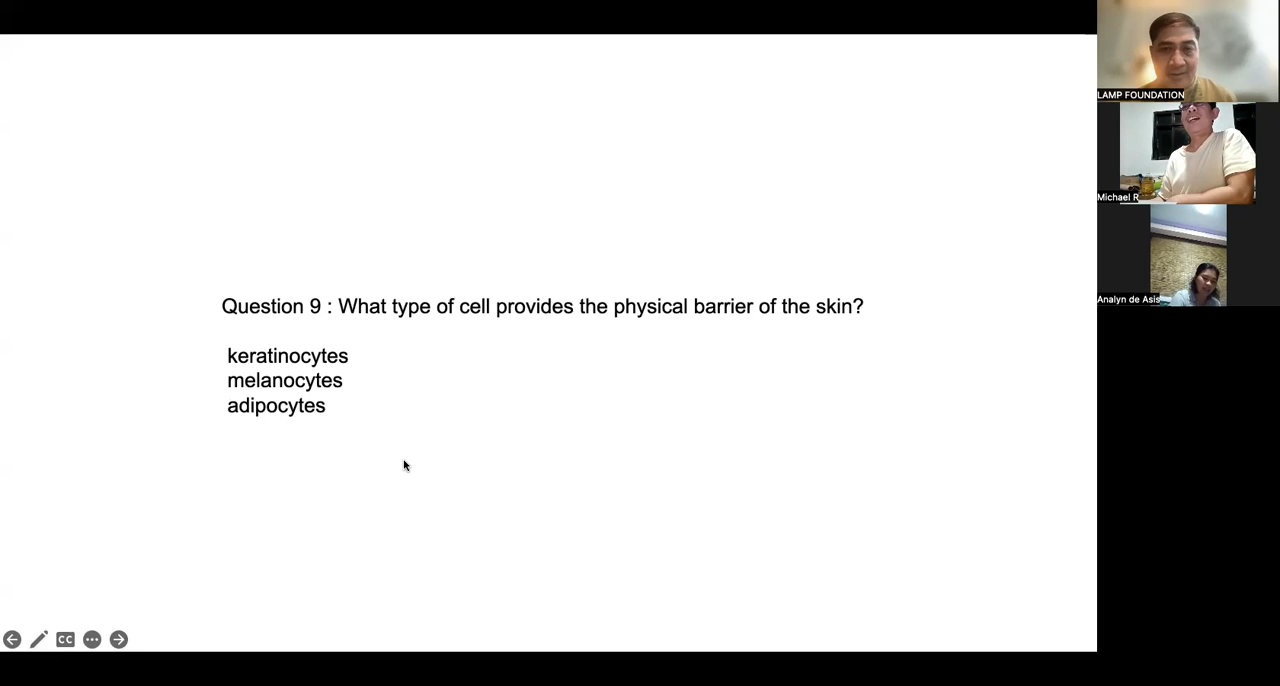 Question 9 : What type of cell provides the physical barrier of the skin?
keratinocytes
melanocytes
adipocytes
LAMP FOUNDATION
Michael R
Analyn de Asis
CC